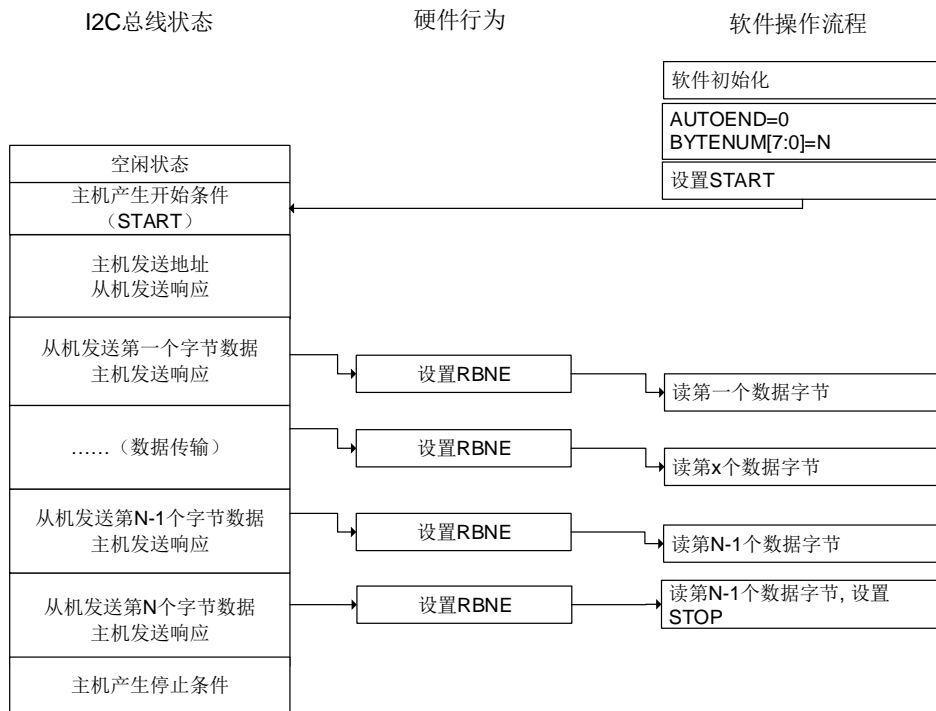 I2C总线状态
硬件行为
软件操作流程
软件初始化
AUTOEND=0
BYTENUM[7:0]=N
设置START
空闲状态
主机产生开始条件
（START）
主机发送地址
从机发送响应
从机发送第一个字节数据
主机发送响应
设置RBNE
读第一个数据字节
……（数据传输）
设置RBNE
读第x个数据字节
从机发送第N-1个字节数据
主机发送响应
设置RBNE
读第N-1个数据字节
从机发送第N个字节数据
主机发送响应
设置RBNE
读第N-1个数据字节, 设置
STOP
主机产生停止条件